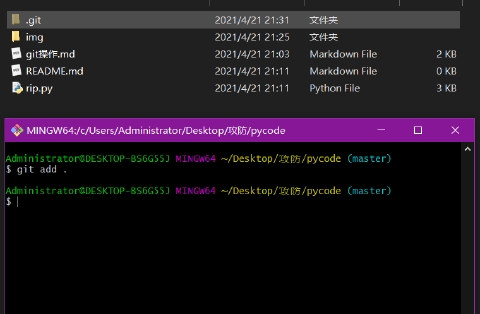 .git 2021/4/21 21:31 文件夹
img 2021/4/21 21:25 文件夹
git操作.md 2021/4/21 21:03 Markdown File 2 KB
README.md 2021/4/21 21:11 Markdown File 0 KB
rip.py 2021/4/21 21:11 Python File 3 KB
MINGW64:/c/Users/Administrator/Desktop/攻防/pycode
Administrator@DESKTOP-BS6G55J MINGW64 ~/Desktop/攻防/pycode (master)
$ git add .
Administrator@DESKTOP-BS6G55J MINGW64 ~/Desktop/攻防/pycode (master)
$